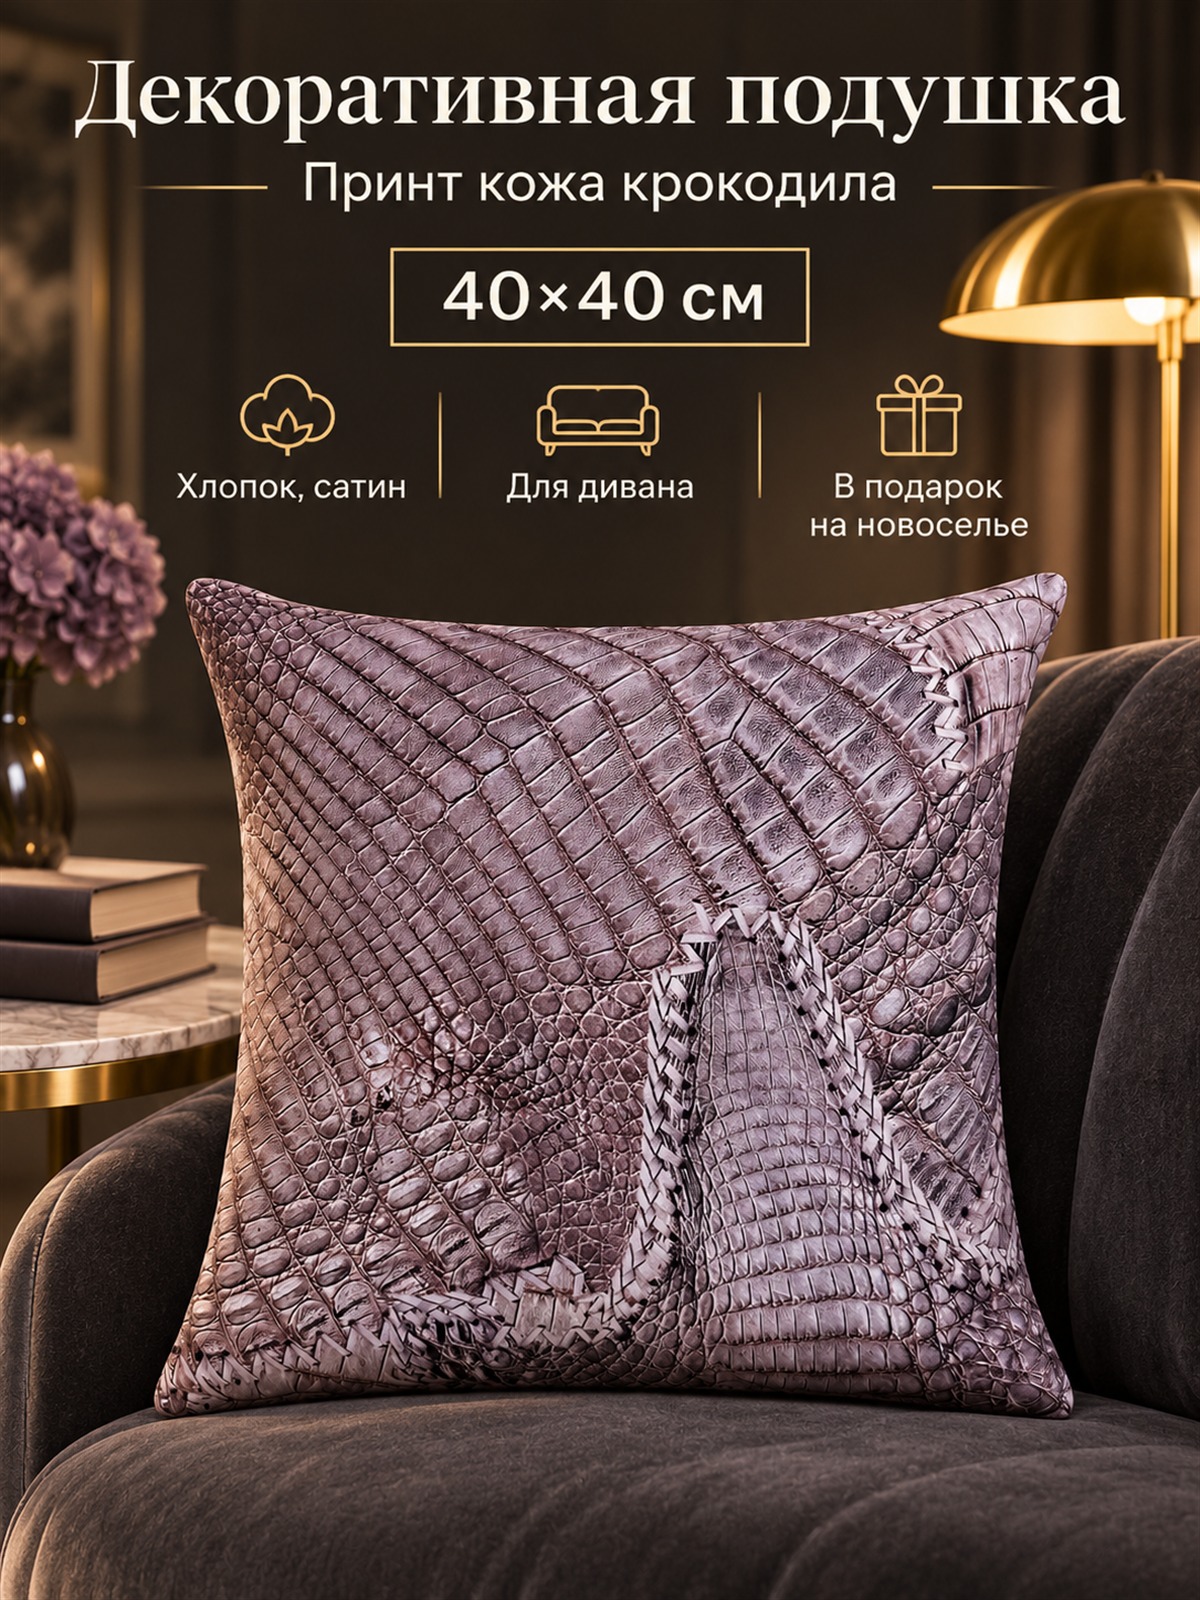 Декоративная подушка
Принт кожа крокодила
40×40 см
Хлопок, сатин
Для дивана
В подарок
на новоселье